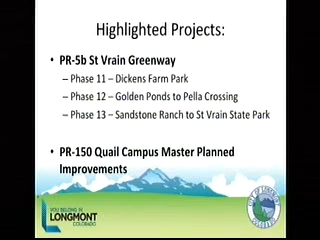 Highlighted Projects:
• PR-5b St Vrain Greenway
– Phase 11 – Dickens Farm Park
– Phase 12 – Golden Ponds to Pella Crossing
– Phase 13 – Sandstone Ranch to St Vrain State Park
• PR-150 Quail Campus Master Planned
Improvements
YOU BELONG IN
LONGMONT
COLORADO